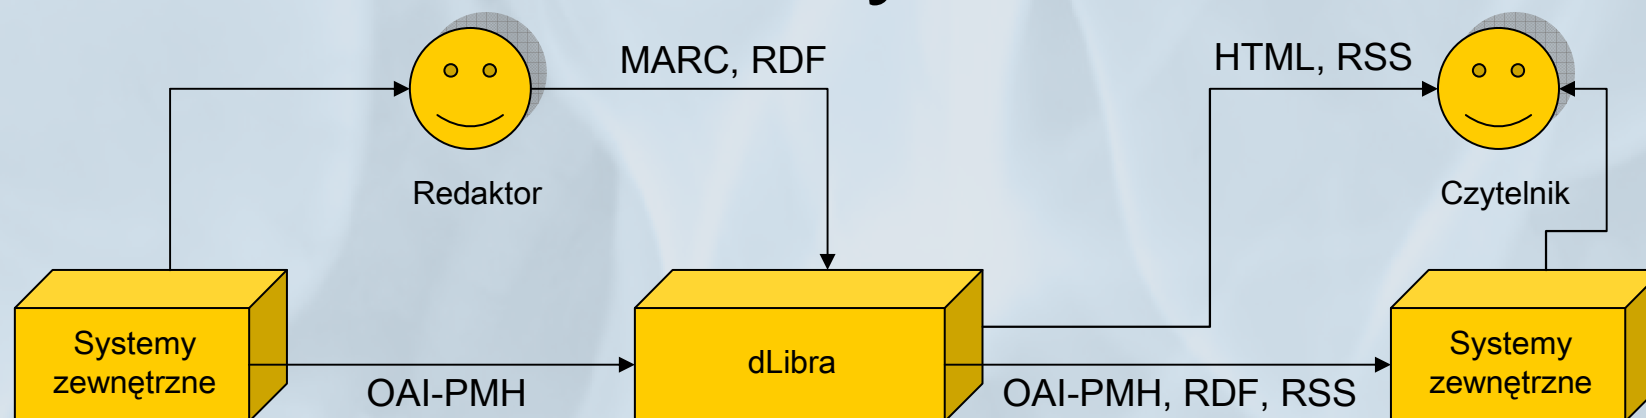 MARC, RDF
HTML, RSS
Redaktor
Czytelnik
Systemy
zewnętrzne
OAI-PMH
dLibra
OAI-PMH, RDF, RSS
Systemy
zewnętrzne